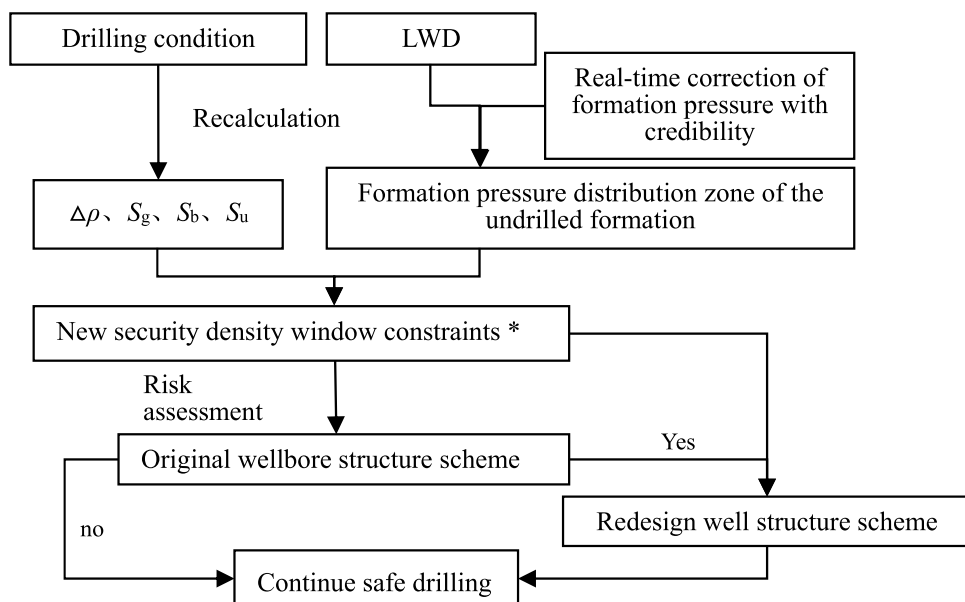 Drilling condition
LWD
Real-time correction of
formation pressure with
credibility
Recalculation
△ρ、Sg、Sb、Su
Formation pressure distribution zone of the
undrilled formation
New security density window constraints *
Risk
assessment
Original wellbore structure scheme
Yes
Redesign well structure scheme
no
Continue safe drilling